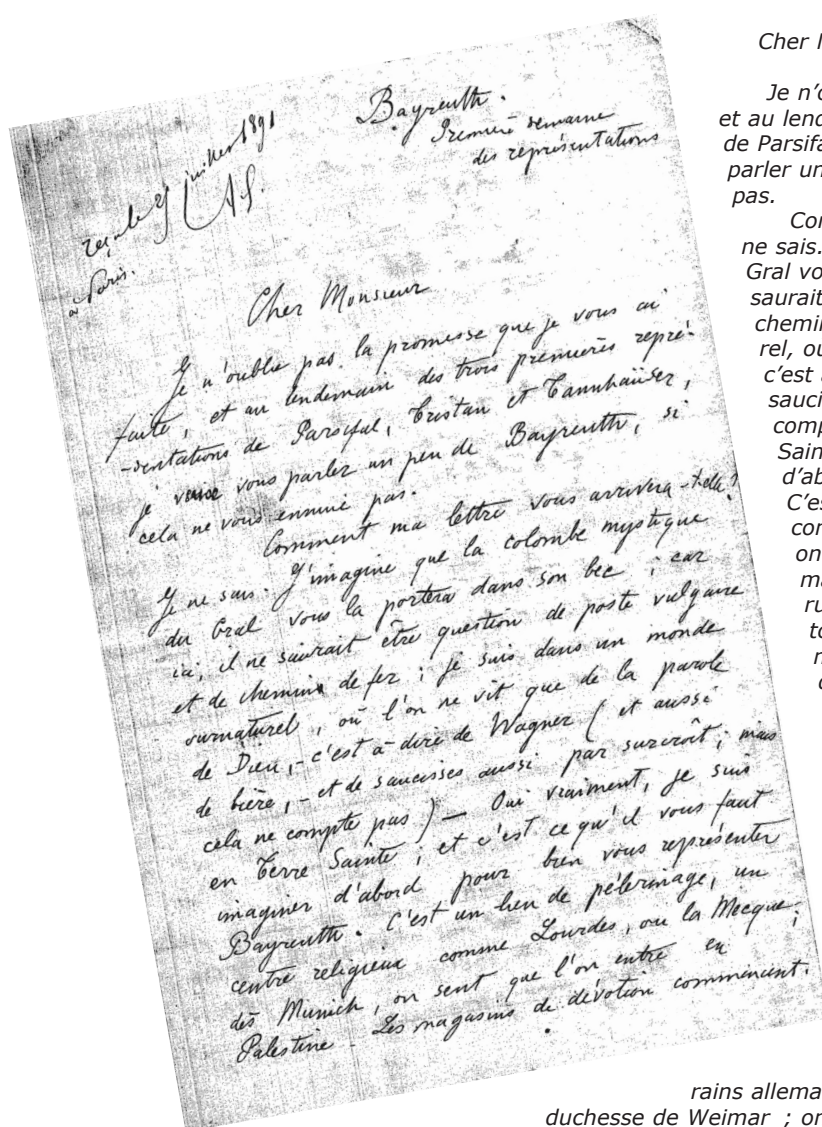 Bayreuth.
Première semaine
des représentations
reçu le juillet 1891
à Paris.
Cher Monsieur
Je n'oublie pas la promesse que je vous ai
faite, et au lendemain des trois premières repré-
-sentations de Parsifal, Tristan et Tannhaüser,
je veux vous parler un peu de Bayreuth, si
cela ne vous ennuie pas.
Comment ma lettre vous arrivera-t-elle ?
Je ne sais. J'imagine que la colombe mystique
du Gral vous la portera dans son bec ; car
ici, il ne saurait être question de poste vulgaire
et de chemins de fer ; je suis dans un monde
surnaturel, où l'on ne vit que de la parole
de Dieu, - c'est à-dire de Wagner (et aussi
de bière, - et de saucisses aussi par surcroît ; mais
cela ne compte pas) — Oui vraiment, je suis
en Terre Sainte ; et c'est ce qu'il vous faut
imaginer d'abord pour bien vous représenter
Bayreuth. C'est un lieu de pélerinage, un
centre religieux comme Lourdes, ou la Mecque ;
dès Munich, on sent que l'on entre en
Palestine - Les magasins de dévotion commencent.
Cher
Je n'
et au lend
de Parsifa
parler un
pas.
Cor
ne sais.
Gral vo
saurait
chemin
rel, ou
c'est
sauci
comp
Sain
d'ab
C'es
con
on
ma
ru
to
rains allema
duchesse de Weimar ; or